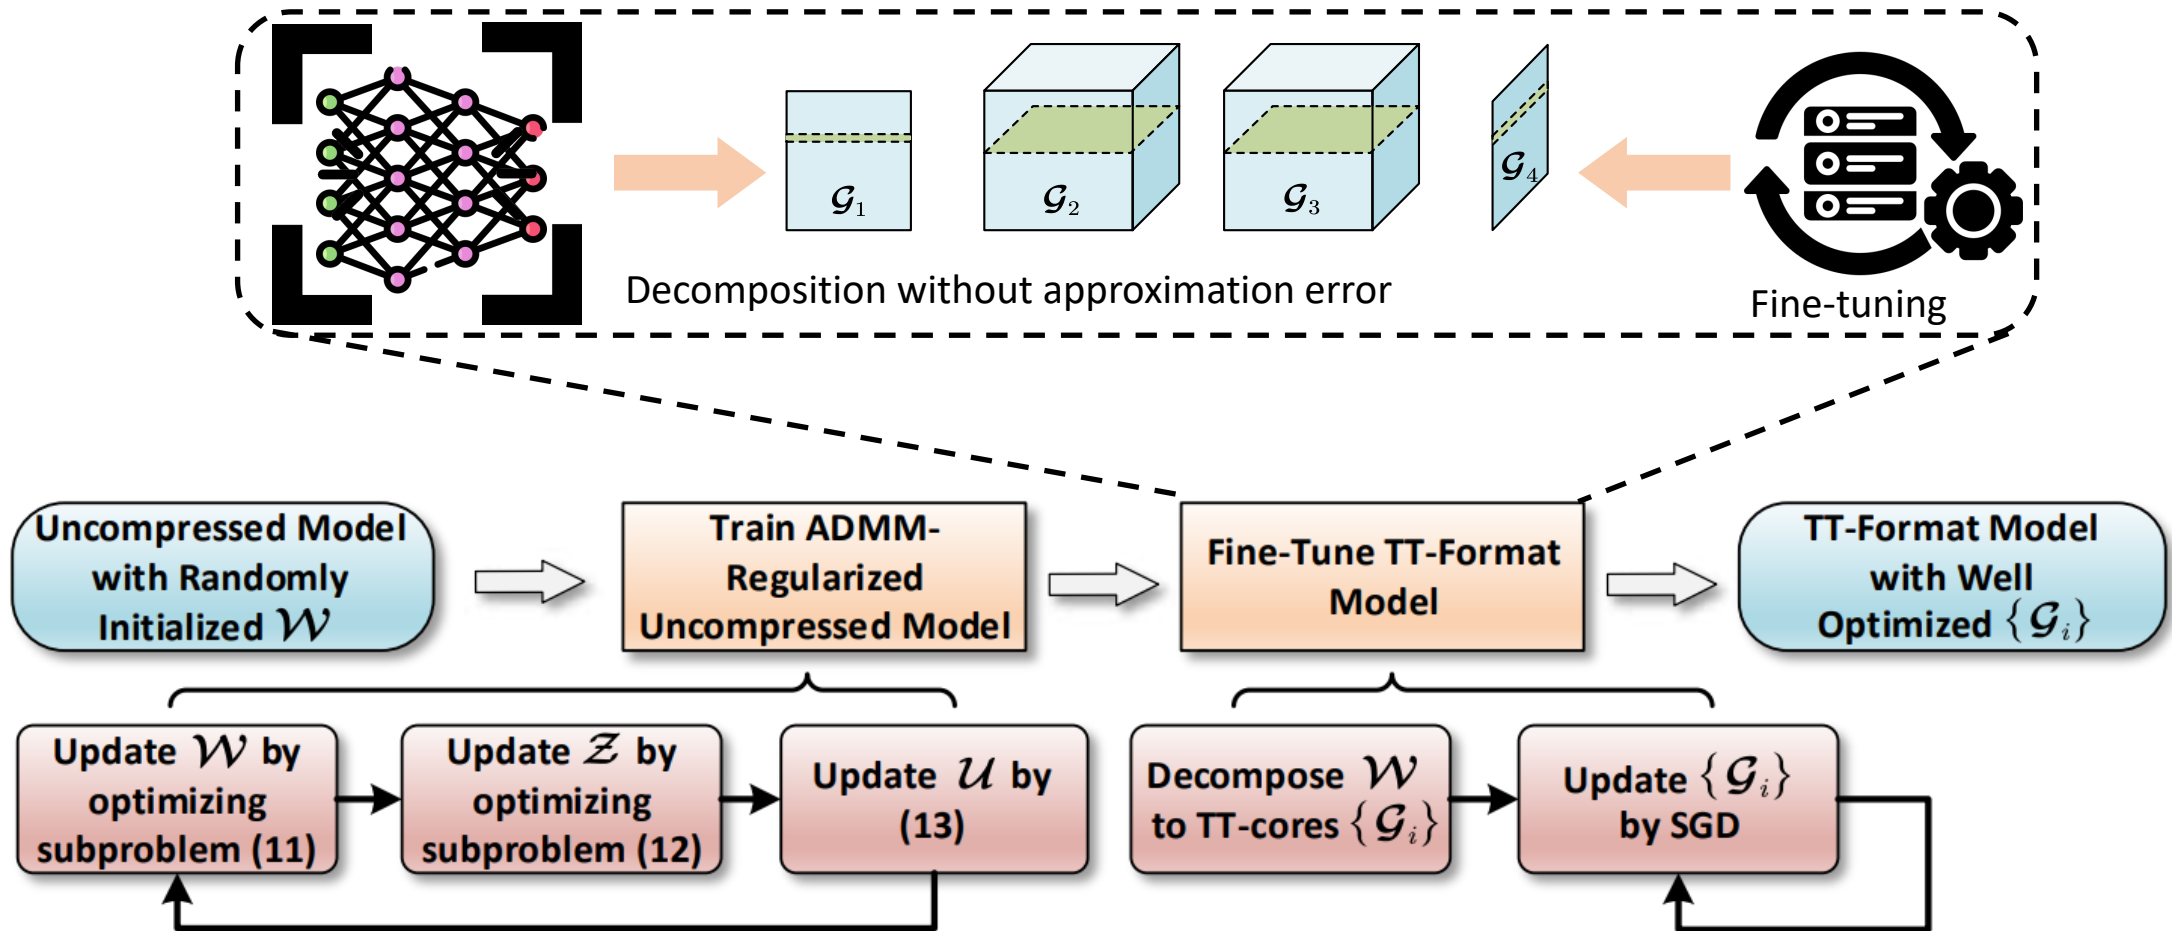 𝓖₁
𝓖₂
𝓖₃
𝓖₄
Decomposition without approximation error
Fine-tuning
Uncompressed Model
with Randomly
Initialized 𝓦
Train ADMM-
Regularized
Uncompressed Model
Fine-Tune TT-Format
Model
TT-Format Model
with Well
Optimized {𝓖ᵢ}
Update 𝓦 by
optimizing
subproblem (11)
Update 𝓩 by
optimizing
subproblem (12)
Update 𝓤 by
(13)
Decompose 𝓦
to TT-cores {𝓖ᵢ}
Update {𝓖ᵢ}
by SGD